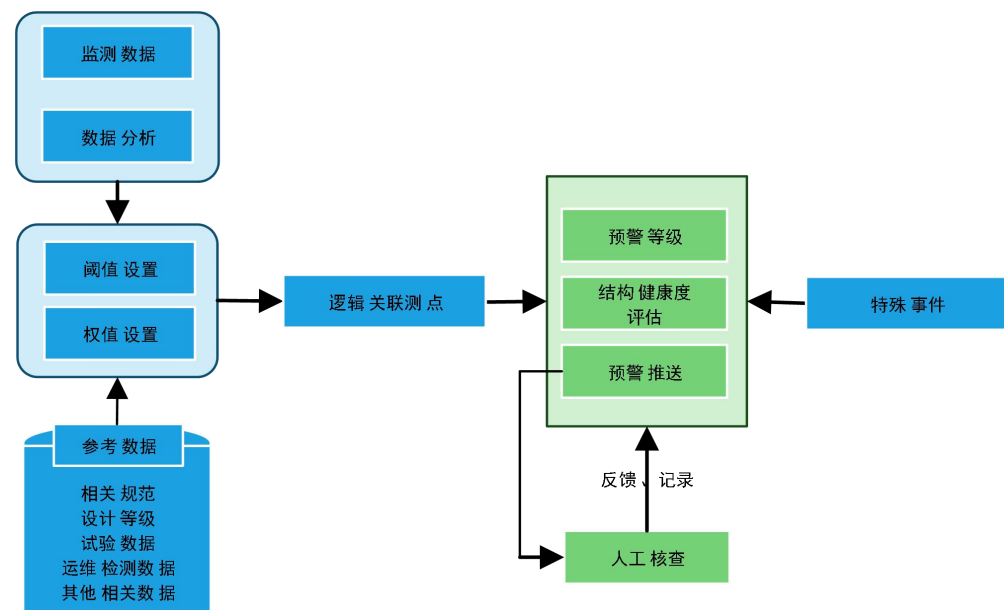 监测数据
数据分析
阈值设置
权值设置
参考数据
相关规范
设计等级
试验数据
运维检测数据
其他相关数据
逻辑关联测点
预警等级
结构健康度
评估
预警推送
反馈、记录
人工核查
特殊事件